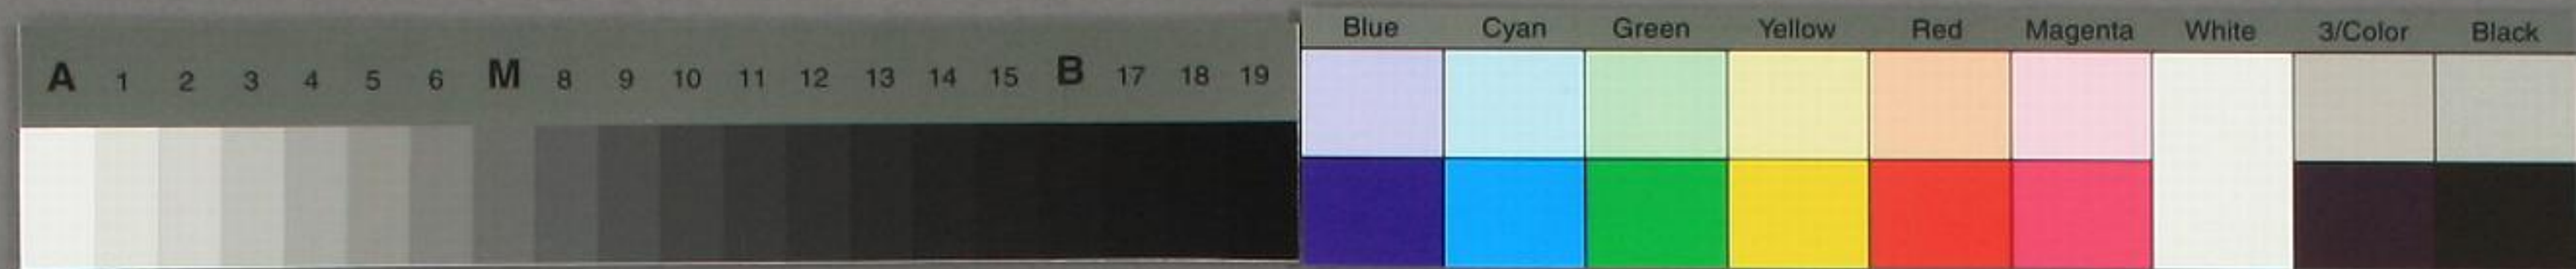 A 1 2 3 4 5 6 M 8 9 10 11 12 13 14 15 B 17 18 19
Blue Cyan Green Yellow Red Magenta White 3/Color Black